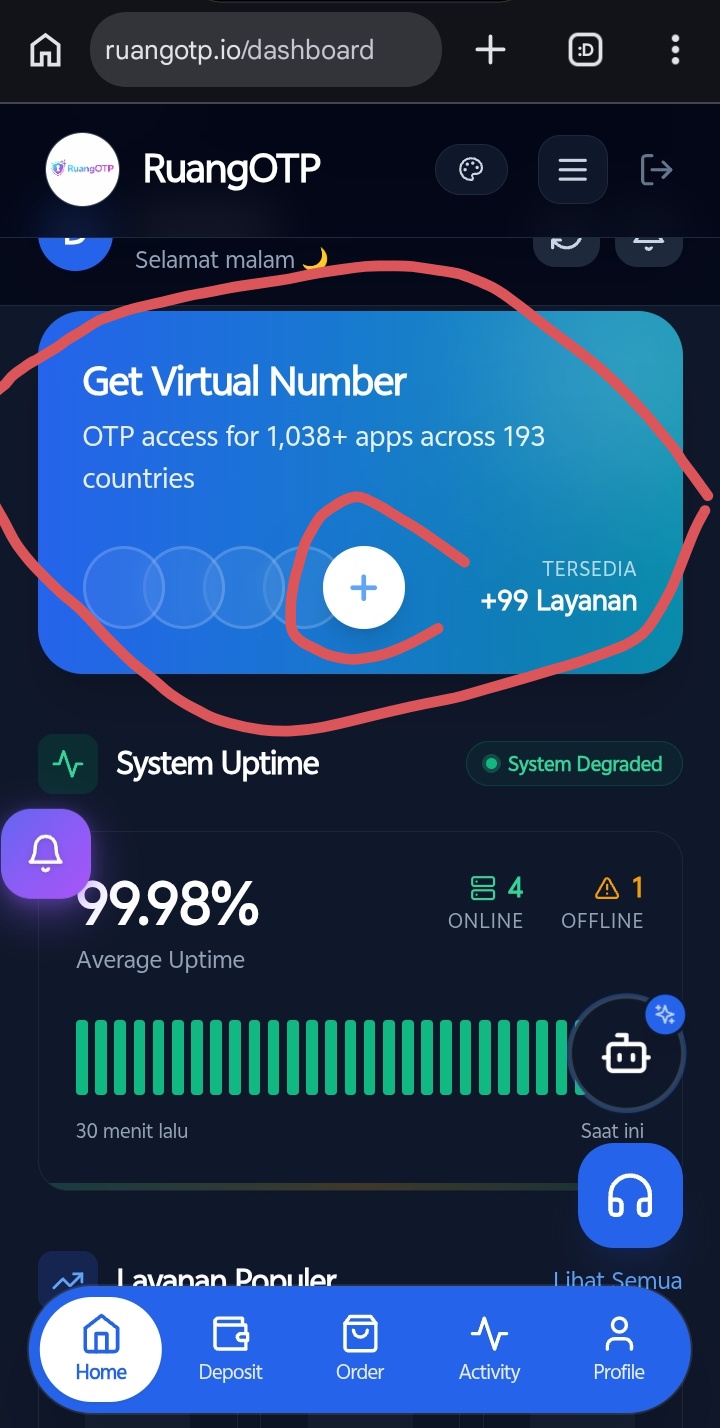 ruangotp.io/dashboard
:D
RuangOTP
RuangOTP
Selamat malam 🌙
Get Virtual Number
OTP access for 1,038+ apps across 193
countries
TERSEDIA
+99 Layanan
System Uptime
System Degraded
99.98%
4
1
ONLINE
OFFLINE
Average Uptime
30 menit lalu
Saat ini
Layanan Populer
Lihat Semua
Home
Deposit
Order
Activity
Profile